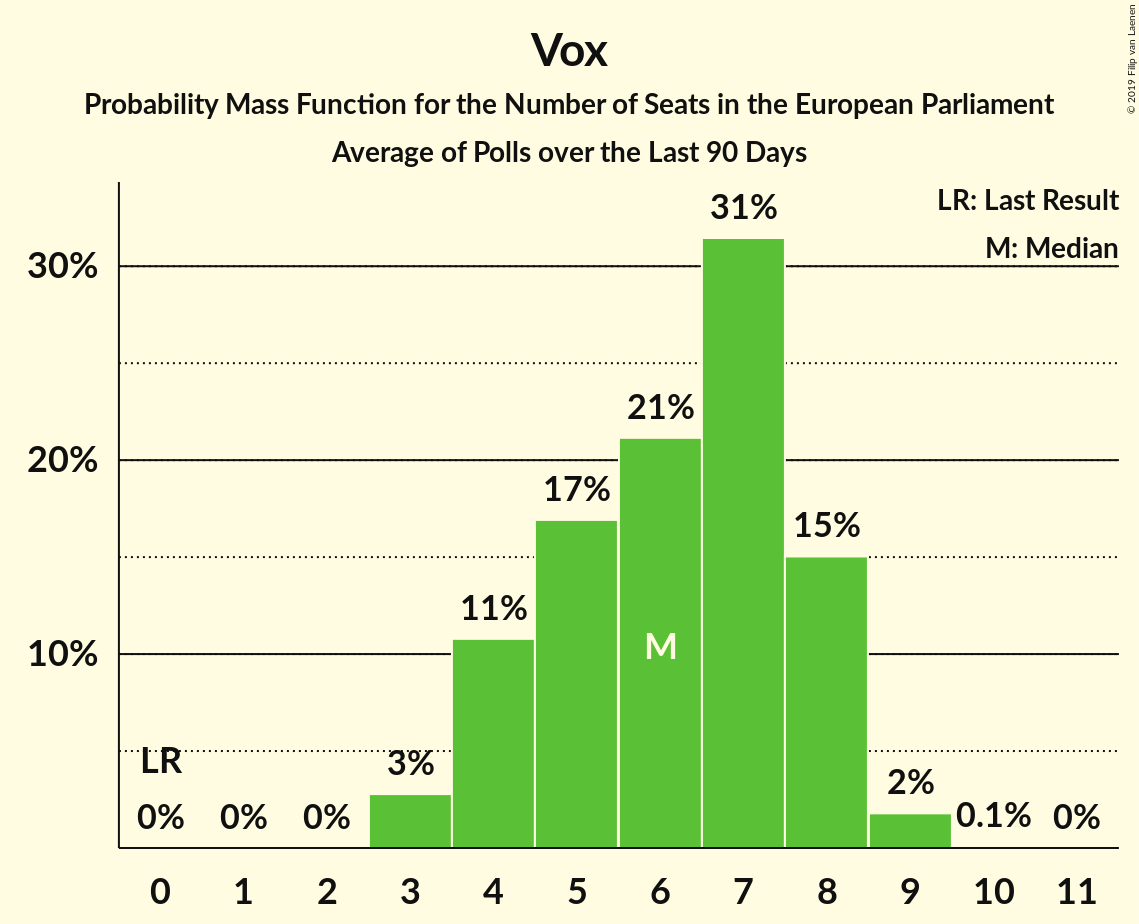 Vox
Probability Mass Function for the Number of Seats in the European Parliament
Average of Polls over the Last 90 Days
© 2019 Filip van Laenen
LR: Last Result
M: Median
30%
20%
10%
LR
0%
0%
0%
3%
11%
17%
21%
31%
15%
2%
0.1%
0%
M
0 1 2 3 4 5 6 7 8 9 10 11